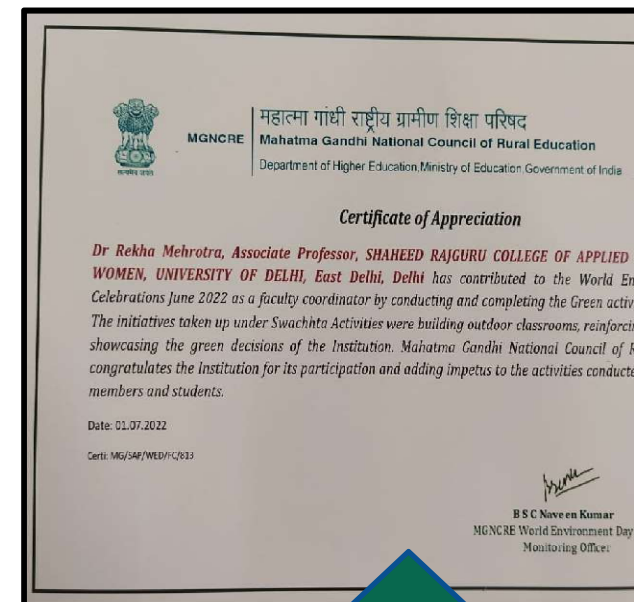 महात्मा गांधी राष्ट्रीय ग्रामीण शिक्षा परिषद
MGNCRE
Mahatma Gandhi National Council of Rural Education
Department of Higher Education,Ministry of Education,Government of India
सत्यमेव जयते
Certificate of Appreciation
Dr Rekha Mehrotra, Associate Professor, SHAHEED RAJGURU COLLEGE OF APPLIED
WOMEN, UNIVERSITY OF DELHI, East Delhi, Delhi has contributed to the World En
Celebrations June 2022 as a faculty coordinator by conducting and completing the Green activ
The initiatives taken up under Swachhta Activities were building outdoor classrooms, reinforcin
showcasing the green decisions of the Institution. Mahatma Gandhi National Council of R
congratulates the Institution for its participation and adding impetus to the activities conducte
members and students.
Date: 01.07.2022
Certi: MG/SAP/WED/FC/813
B S C Naveen Kumar
MGNCRE World Environment Day
Monitoring Officer